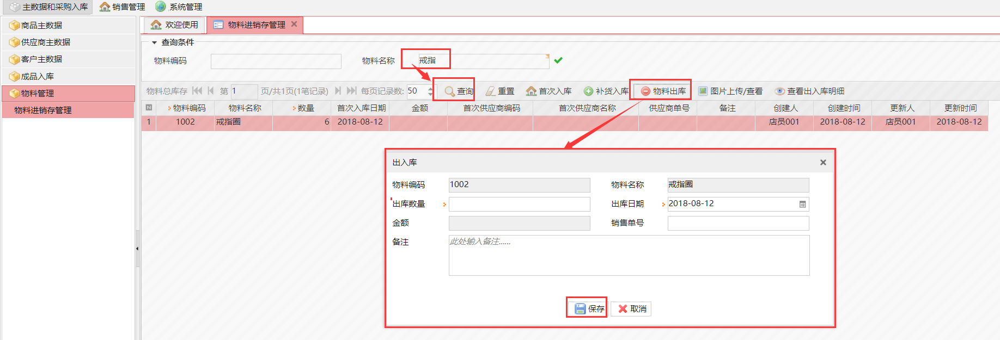 主数据和采购入库 销售管理 系统管理
商品主数据
供应商主数据
客户主数据
成品入库
物料管理
物料进销存管理
欢迎使用 物料进销存管理
查询条件
物料编码 物料名称 戒指
物料总库存 第 1 页/共1页(1笔记录) 每页记录数: 50 查询 重置 首次入库 补货入库 物料出库 图片上传/查看 查看出入库明细
N 物料编码 物料名称 数量 首次入库日期 金额 首次供应商编码 首次供应商名称 供应商单号 备注 创建人 创建时间 更新人 更新时间
1 1002 戒指圈 6 2018-08-12 店员001 2018-08-12 店员001 2018-08-12
出入库
物料编码 1002 物料名称 戒指圈
出库数量 出库日期 2018-08-12
金额 销售单号
备注 此处输入备注......
保存 取消